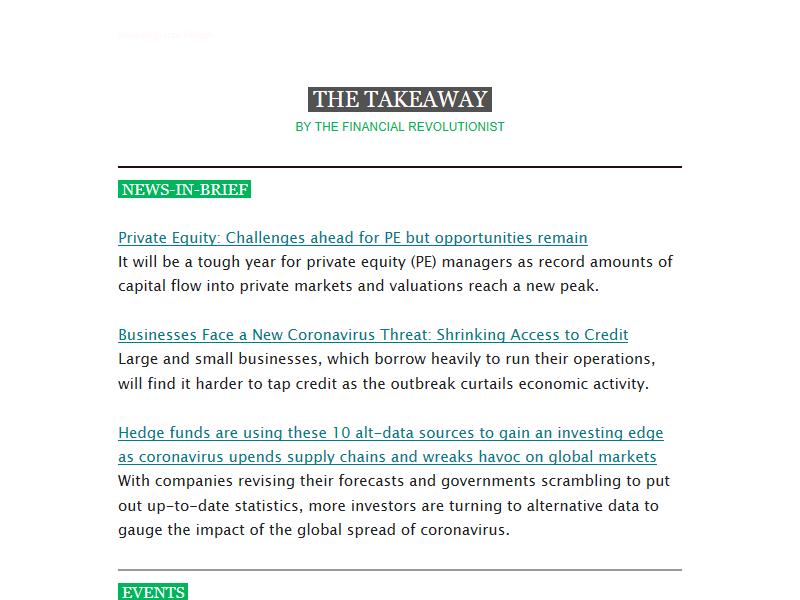 THE TAKEAWAY
BY THE FINANCIAL REVOLUTIONIST
NEWS-IN-BRIEF
Private Equity: Challenges ahead for PE but opportunities remain
It will be a tough year for private equity (PE) managers as record amounts of
capital flow into private markets and valuations reach a new peak.
Businesses Face a New Coronavirus Threat: Shrinking Access to Credit
Large and small businesses, which borrow heavily to run their operations,
will find it harder to tap credit as the outbreak curtails economic activity.
Hedge funds are using these 10 alt-data sources to gain an investing edge
as coronavirus upends supply chains and wreaks havoc on global markets
With companies revising their forecasts and governments scrambling to put
out up-to-date statistics, more investors are turning to alternative data to
gauge the impact of the global spread of coronavirus.
EVENTS